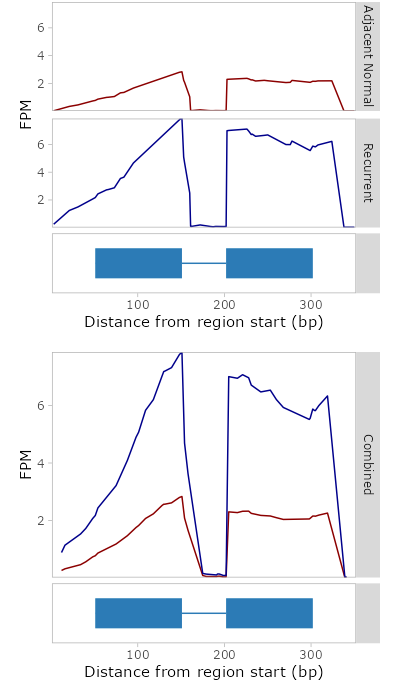 Adjacent Normal
6
4
2
FPM
Recurrent
6
4
2
100 200 300
Distance from region start (bp)
Combined
6
4
2
FPM
100 200 300
Distance from region start (bp)